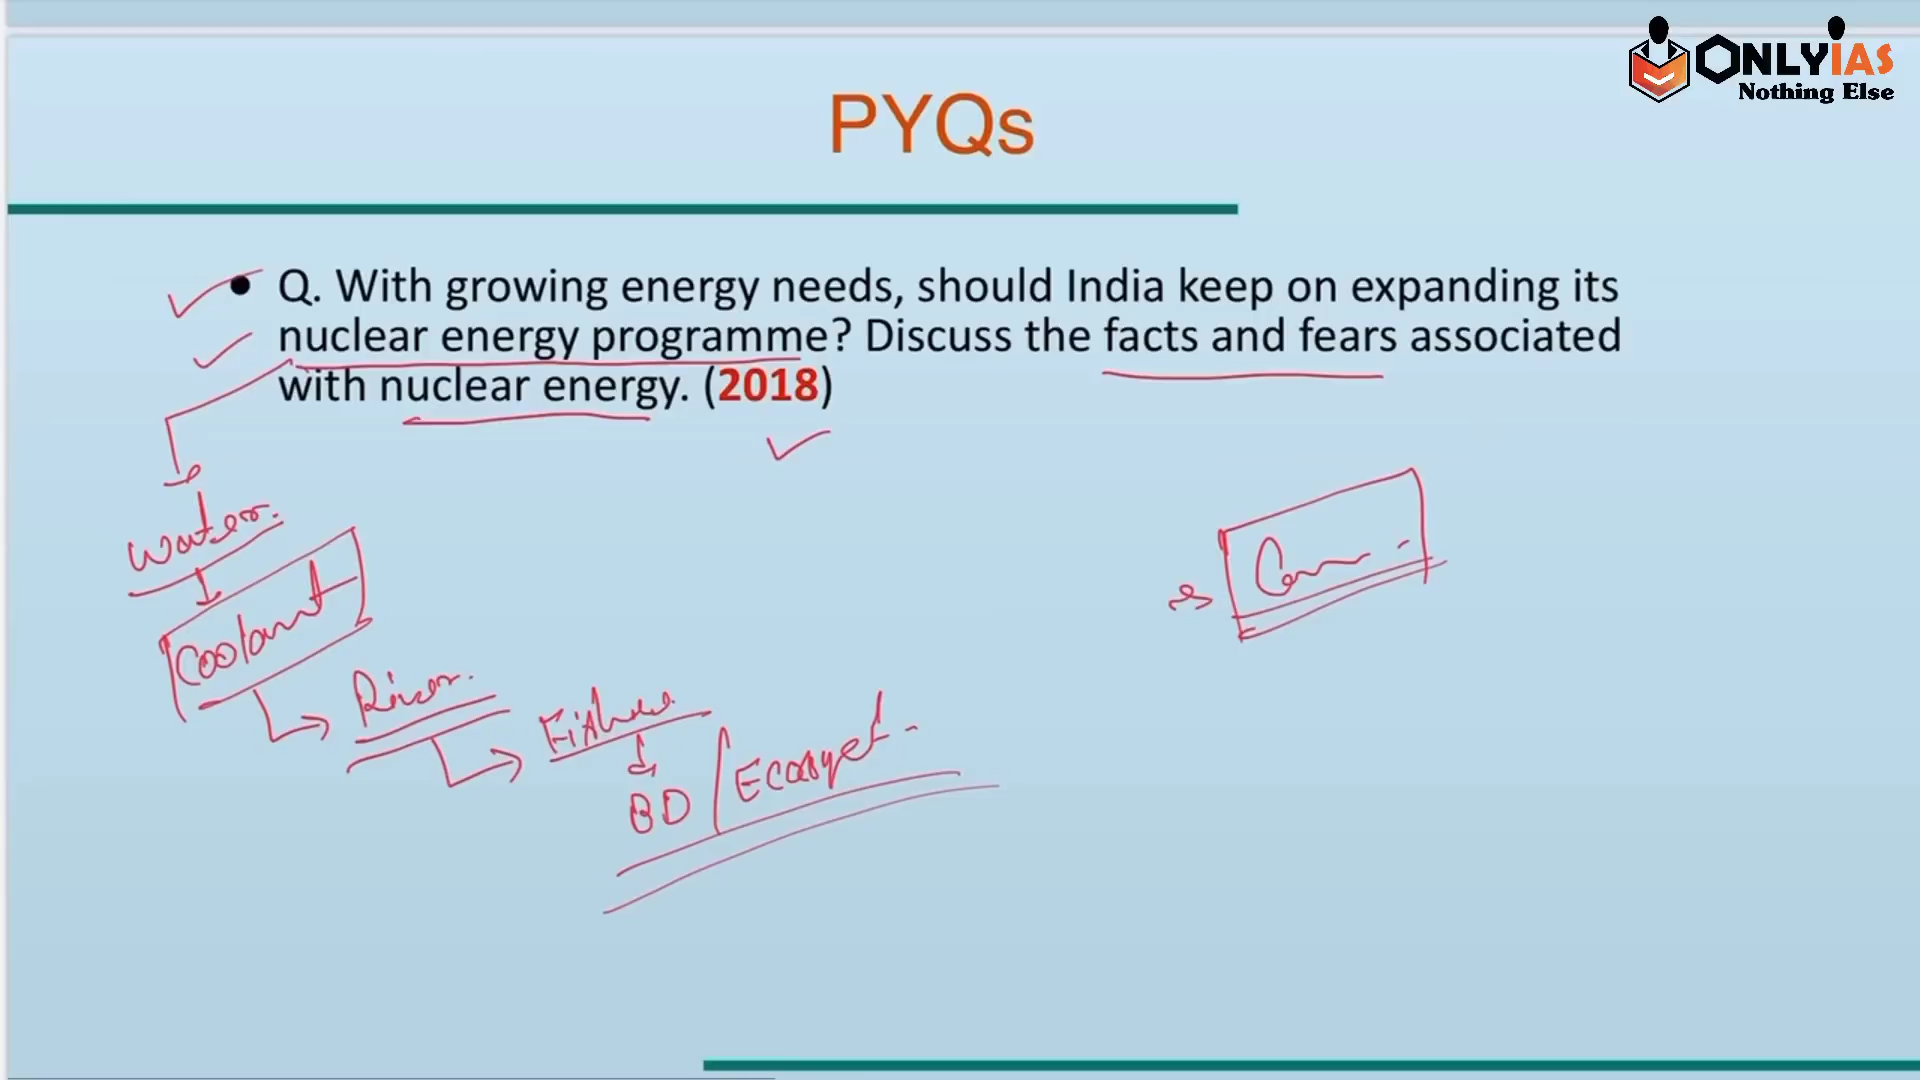 ONLYIAS
Nothing Else
PYQs
• Q. With growing energy needs, should India keep on expanding its
nuclear energy programme? Discuss the facts and fears associated
with nuclear energy. (2018)
Water.
Coolant
River.
Fishes
BD / Ecosyst.